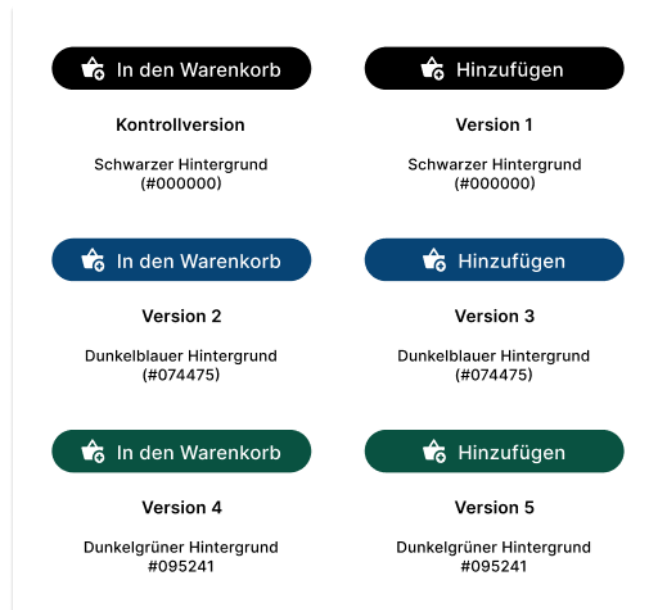 In den Warenkorb
Hinzufügen
Kontrollversion
Version 1
Schwarzer Hintergrund
(#000000)
Schwarzer Hintergrund
(#000000)
In den Warenkorb
Hinzufügen
Version 2
Version 3
Dunkelblauer Hintergrund
(#074475)
Dunkelblauer Hintergrund
(#074475)
In den Warenkorb
Hinzufügen
Version 4
Version 5
Dunkelgrüner Hintergrund
#095241
Dunkelgrüner Hintergrund
#095241